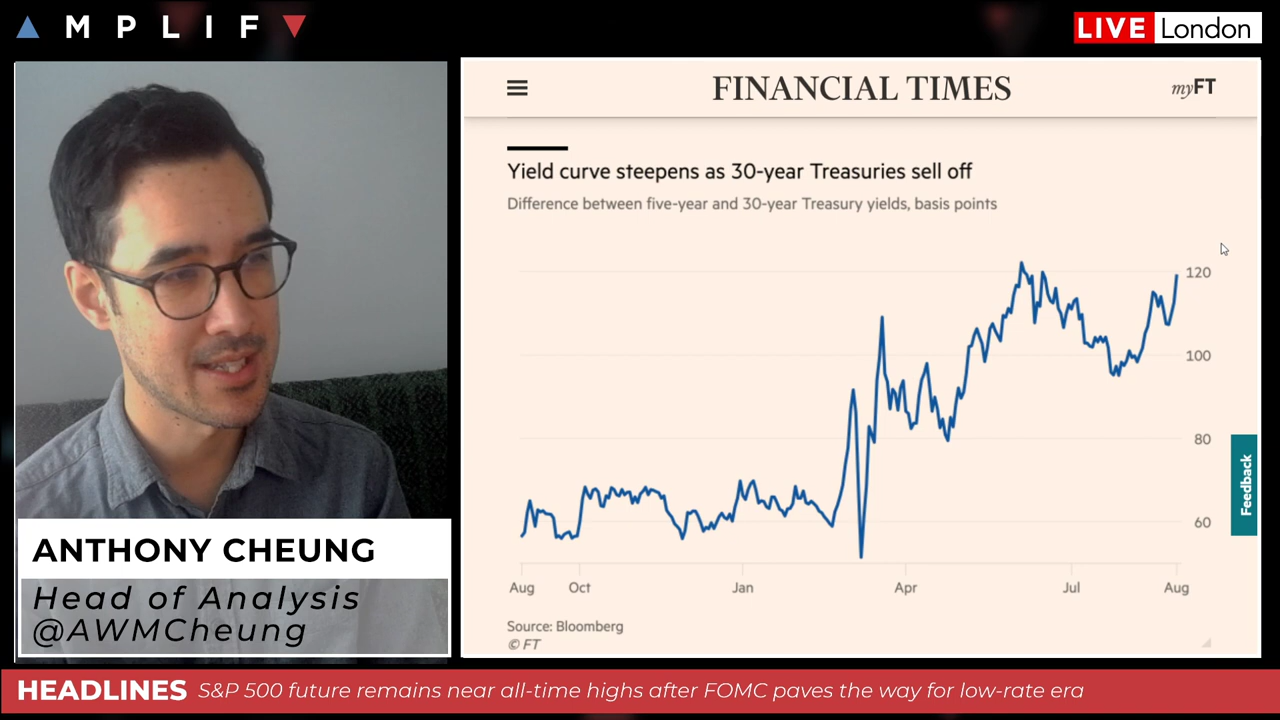 ▲MPLIF▼
LIVE London
FINANCIAL TIMES
myFT
Yield curve steepens as 30-year Treasuries sell off
Difference between five-year and 30-year Treasury yields, basis points
120
100
80
60
Aug Oct Jan Apr Jul Aug
Source: Bloomberg
© FT
Feedback
ANTHONY CHEUNG
Head of Analysis
@AWMCheung
HEADLINES S&P 500 future remains near all-time highs after FOMC paves the way for low-rate era